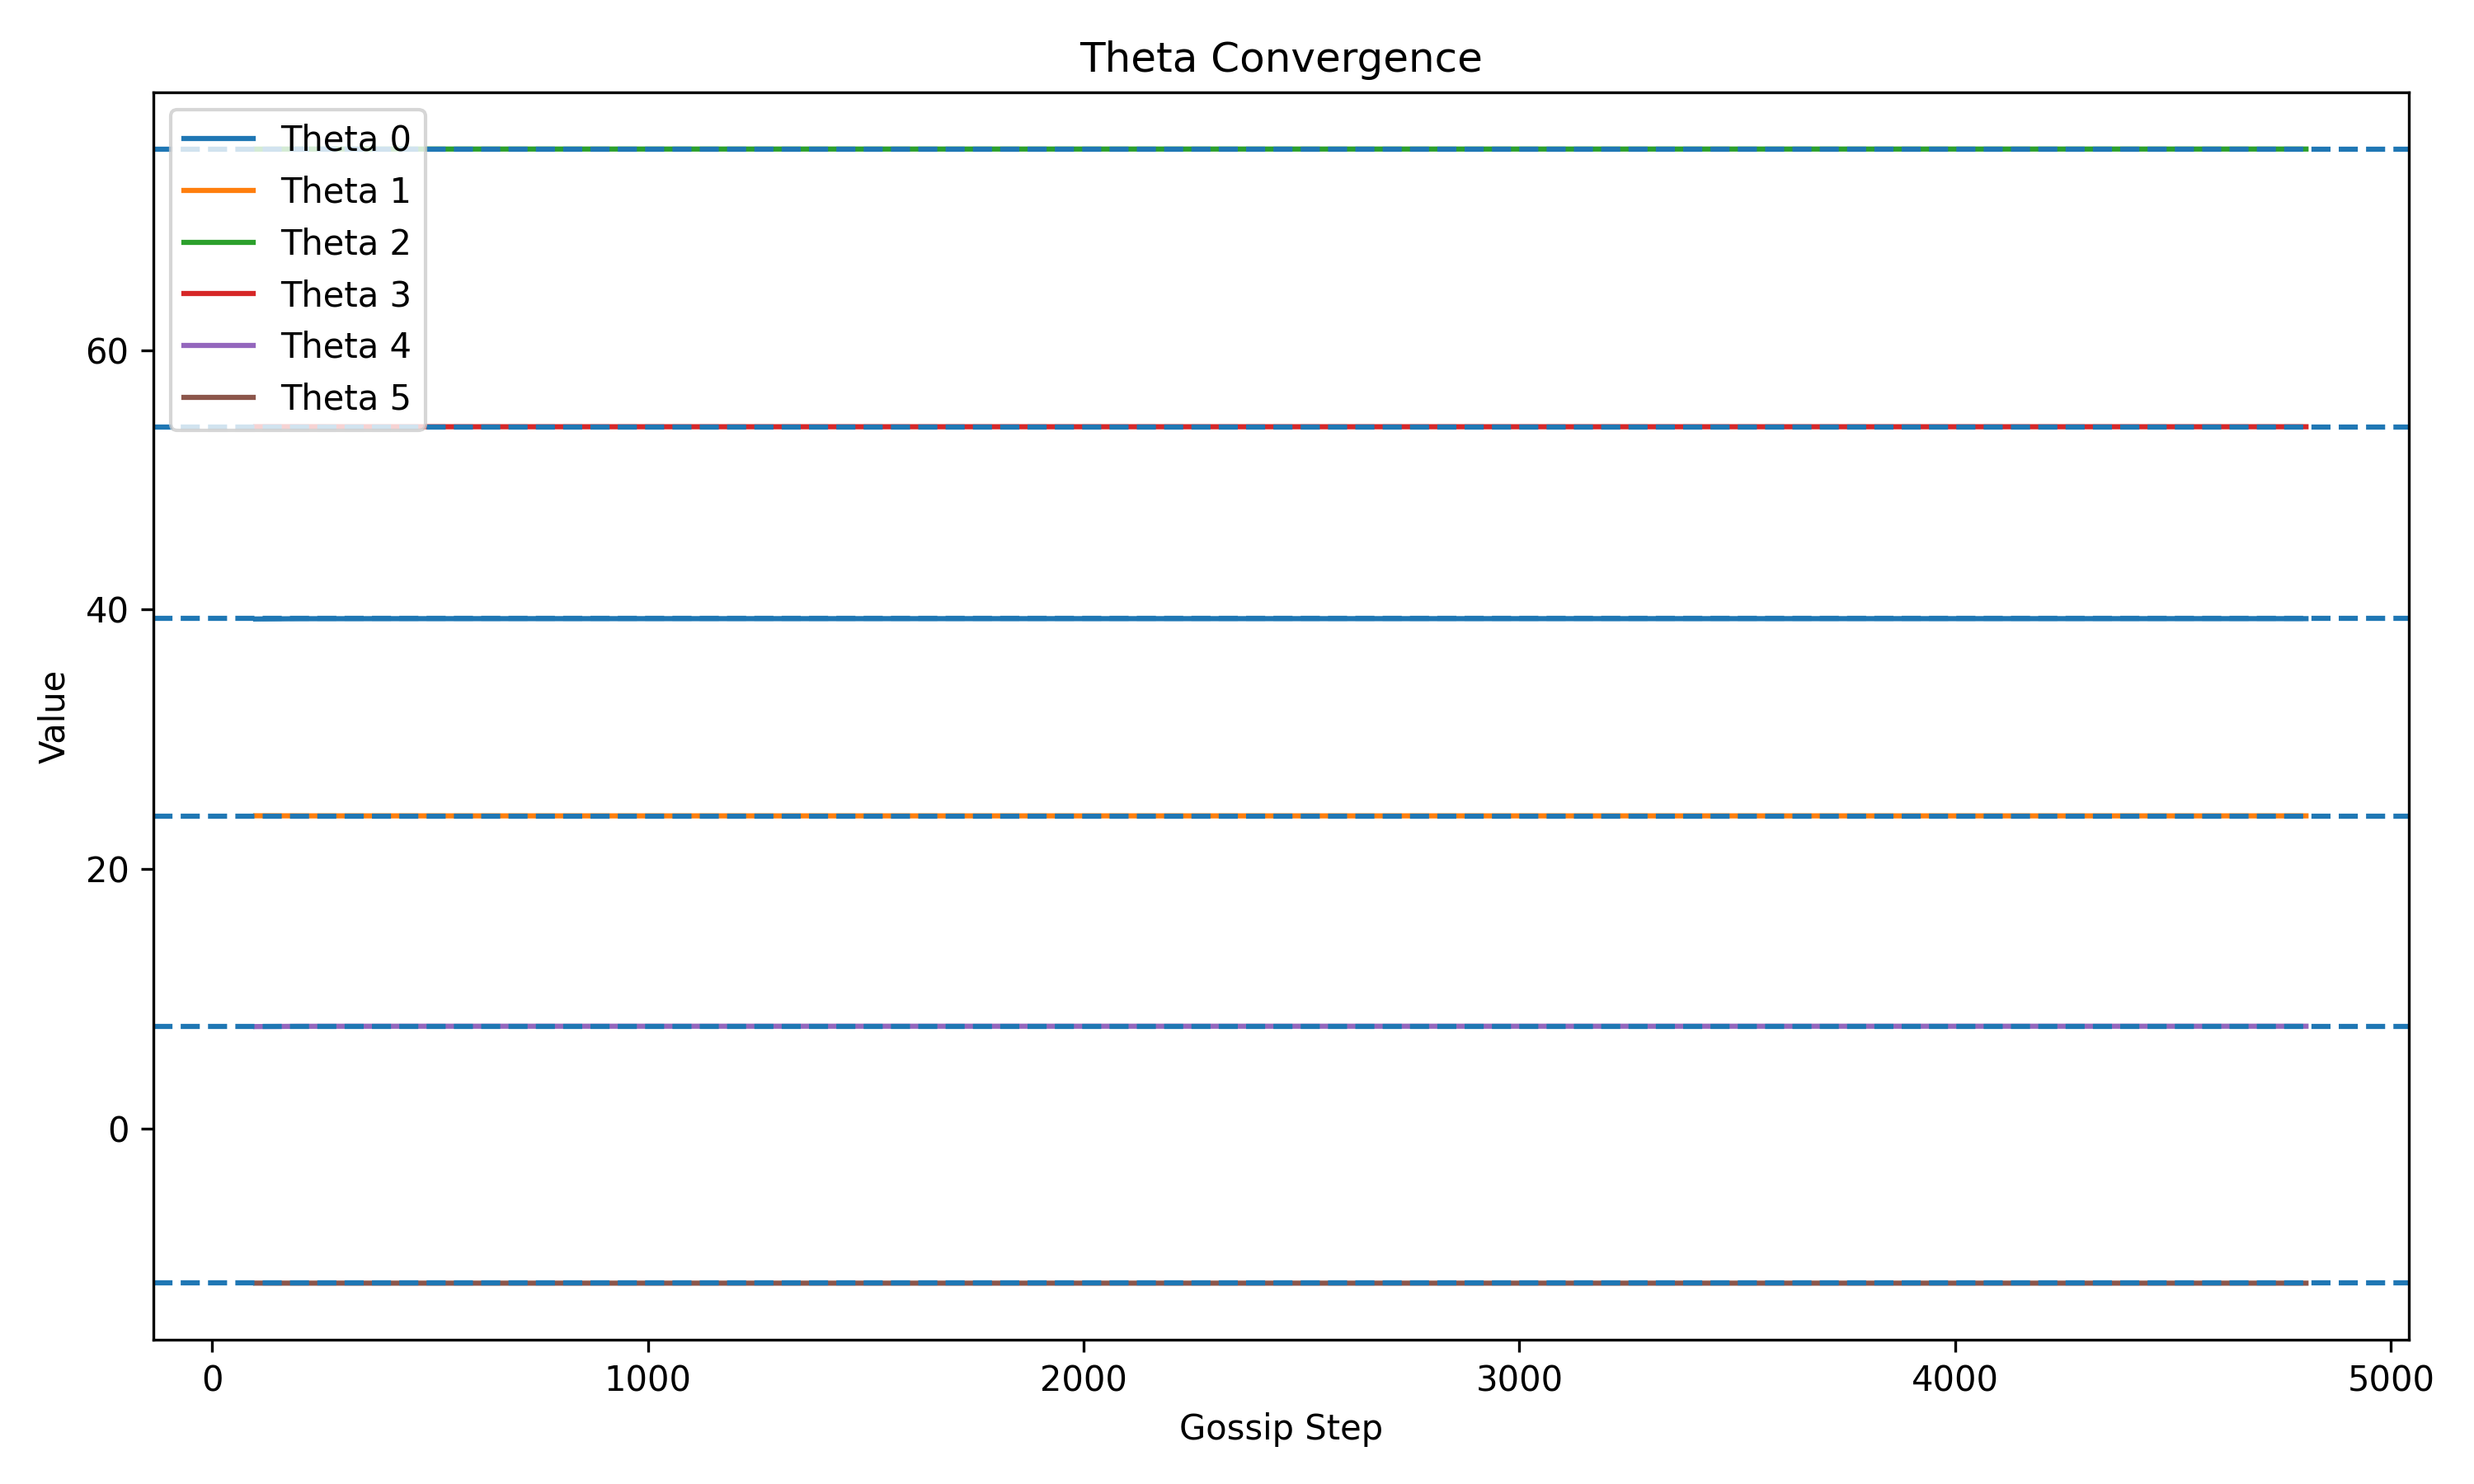 Theta Convergence
Theta 0
Theta 1
Theta 2
Theta 3
Theta 4
Theta 5
60
40
20
0
Value
0 1000 2000 3000 4000 5000
Gossip Step